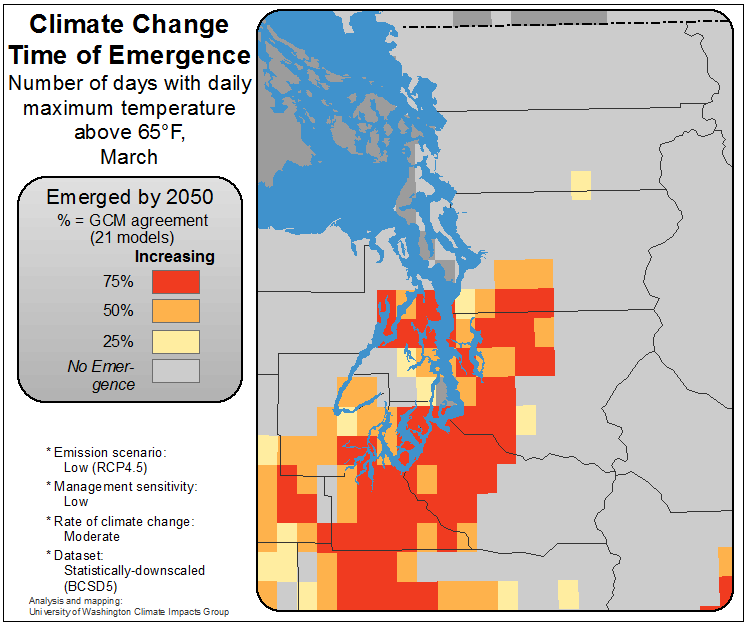 Climate Change
Time of Emergence
Number of days with daily
maximum temperature
above 65°F,
March
Emerged by 2050
% = GCM agreement
(21 models)
Increasing
75%
50%
25%
No Emer-
gence
* Emission scenario:
Low (RCP4.5)
* Management sensitivity:
Low
* Rate of climate change:
Moderate
* Dataset:
Statistically-downscaled
(BCSD5)
Analysis and mapping:
University of Washington Climate Impacts Group